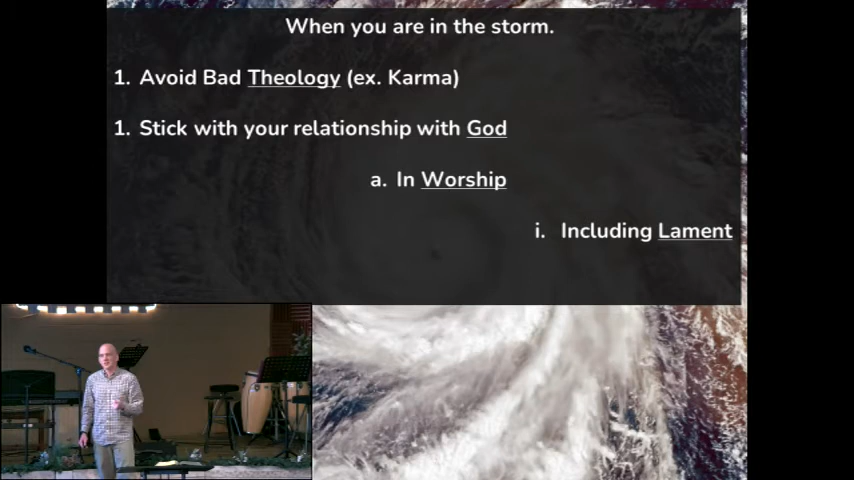 When you are in the storm.
1. Avoid Bad Theology (ex. Karma)
1. Stick with your relationship with God
a. In Worship
i. Including Lament